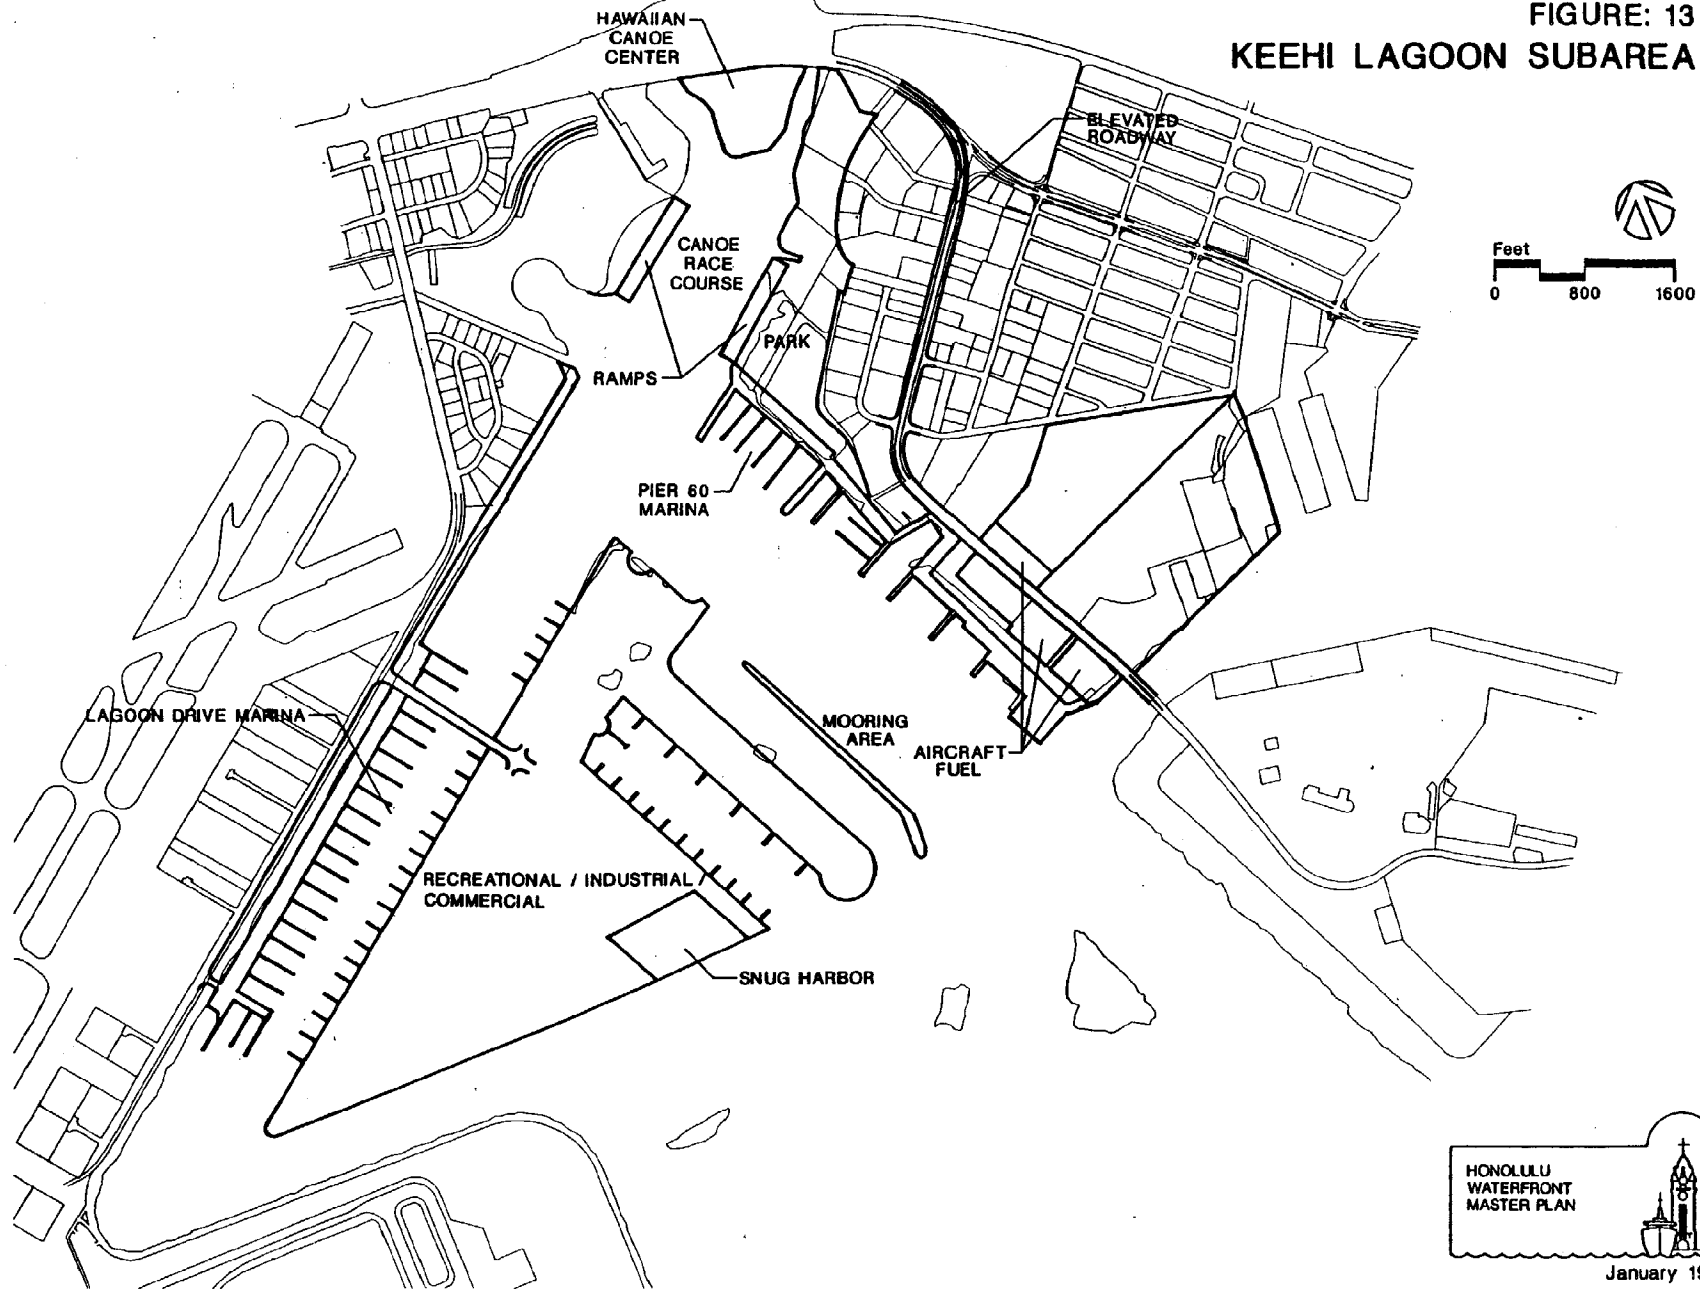 FIGURE: 13
KEEHI LAGOON SUBAREA
HAWAIIAN
CANOE
CENTER
ELEVATED
ROADWAY
Feet
0 800 1600
CANOE
RACE
COURSE
PARK
RAMPS
PIER 60
MARINA
LAGOON DRIVE MARINA
MOORING
AREA
AIRCRAFT
FUEL
RECREATIONAL / INDUSTRIAL /
COMMERCIAL
SNUG HARBOR
HONOLULU
WATERFRONT
MASTER PLAN
January